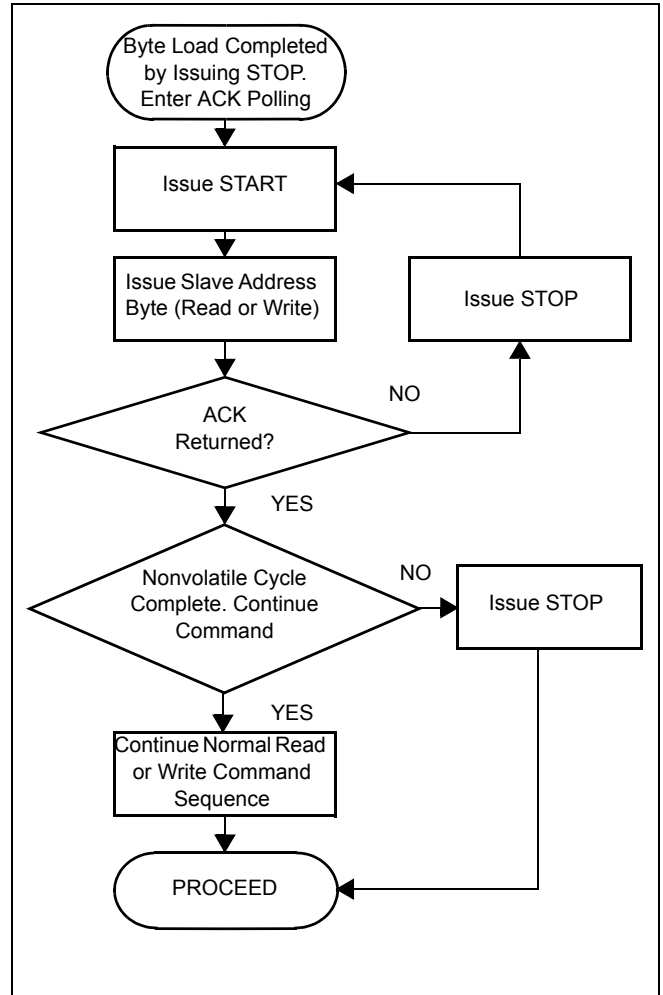 Byte Load Completed
by Issuing STOP.
Enter ACK Polling
Issue START
Issue Slave Address
Byte (Read or Write)
Issue STOP
ACK
Returned?
NO
YES
Nonvolatile Cycle
Complete. Continue
Command
NO
Issue STOP
YES
Continue Normal Read
or Write Command
Sequence
PROCEED